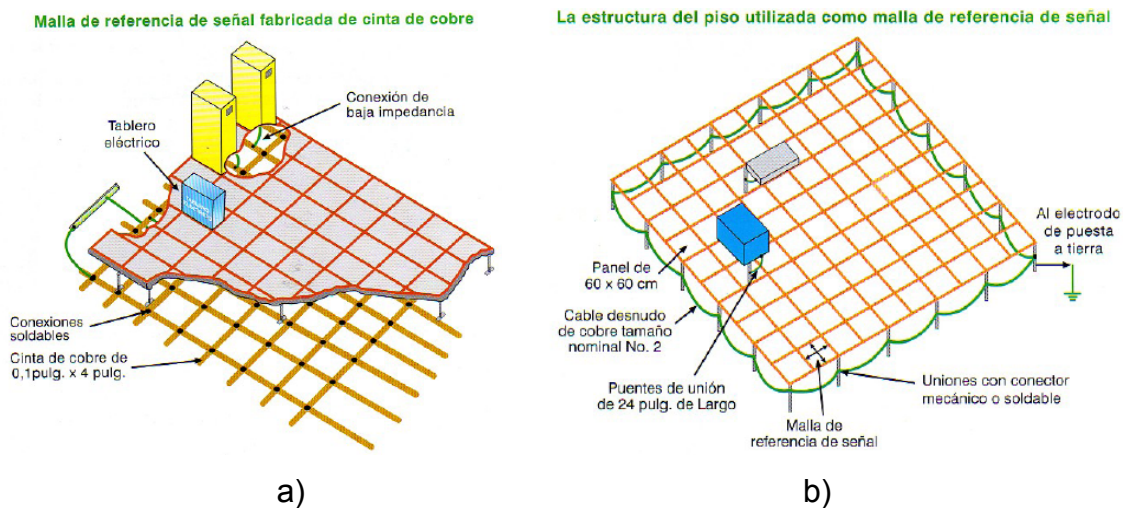 Malla de referencia de señal fabricada de cinta de cobre
Conexión de
baja impedancia
Tablero
eléctrico
Conexiones
soldables
Cinta de cobre de
0,1pulg. x 4 pulg.
a)
La estructura del piso utilizada como malla de referencia de señal
Al electrodo
de puesta
a tierra
Panel de
60 x 60 cm
Cable desnudo
de cobre tamaño
nominal No. 2
Puentes de unión
de 24 pulg. de Largo
Uniones con conector
mecánico o soldable
Malla de
referencia de señal
b)